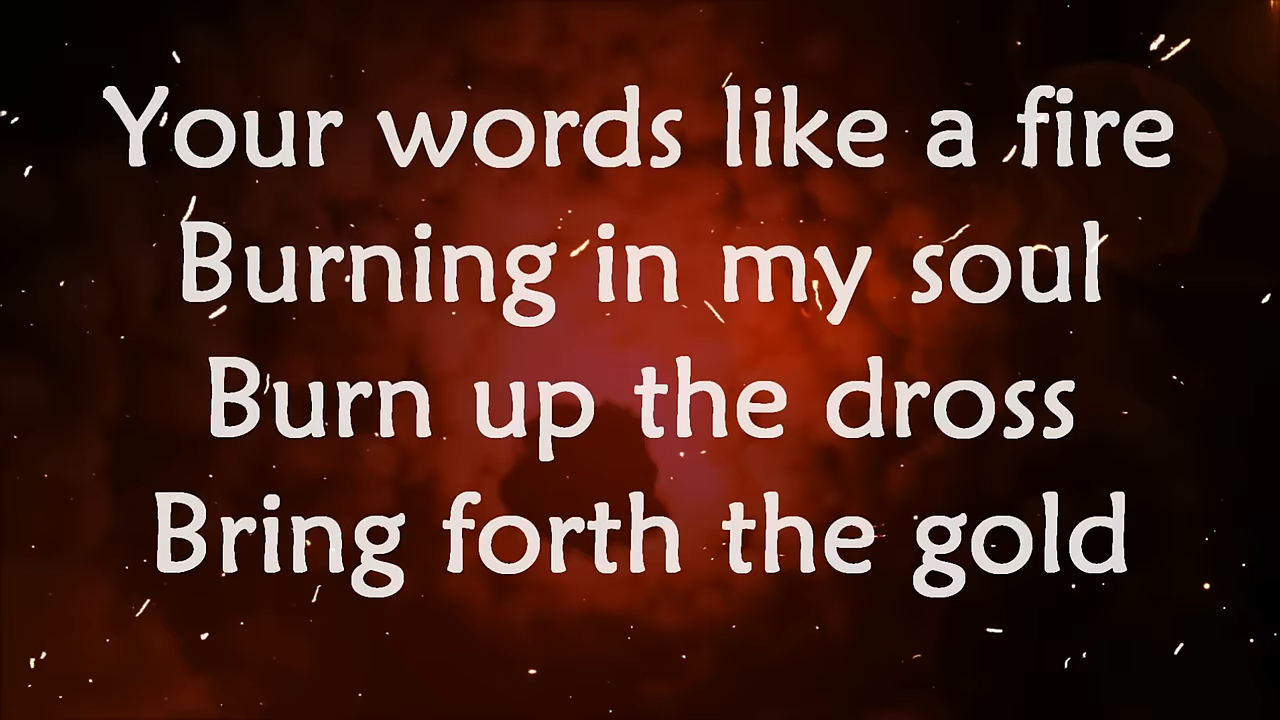 Your words like a fire
Burning in my soul
Burn up the dross
Bring forth the gold